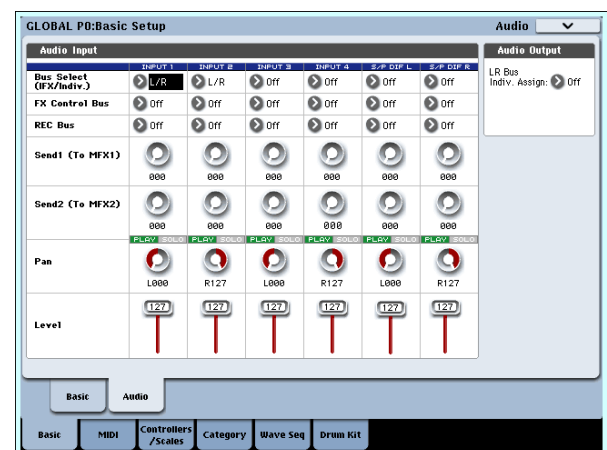 GLOBAL P0:Basic Setup
Audio
Audio Input
Audio Output
INPUT 1 INPUT 2 INPUT 3 INPUT 4 S/P DIF L S/P DIF R
Bus Select
(IFX/Indiv.)
L/R L/R Off Off Off Off
LR Bus
Indiv. Assign: Off
FX Control Bus Off Off Off Off Off Off
REC Bus Off Off Off Off Off Off
Send1 (To MFX1)
000 000 000 000 000 000
Send2 (To MFX2)
000 000 000 000 000 000
PLAY SOLO PLAY SOLO PLAY SOLO PLAY SOLO PLAY SOLO PLAY SOLO
Pan
L000 R127 L000 R127 L000 R127
Level
127 127 127 127 127 127
Basic Audio
Basic MIDI Controllers
/Scales Category Wave Seq Drum Kit